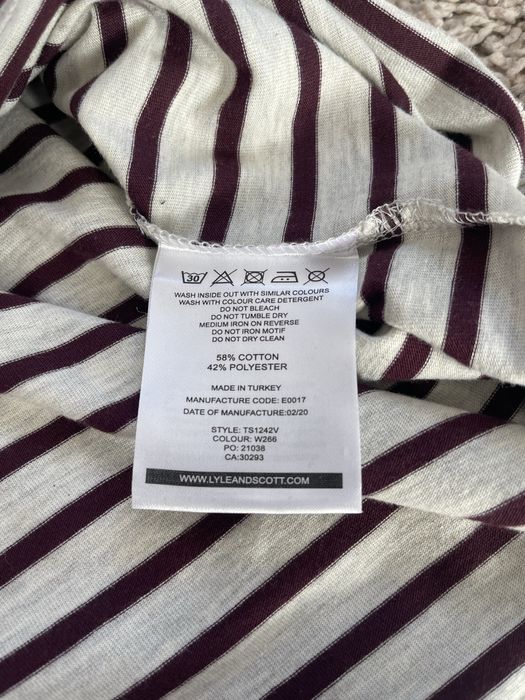 30
WASH INSIDE OUT WITH SIMILAR COLOURS
WASH WITH COLOUR CARE DETERGENT
DO NOT BLEACH
DO NOT TUMBLE DRY
MEDIUM IRON ON REVERSE
DO NOT IRON MOTIF
DO NOT DRY CLEAN
58% COTTON
42% POLYESTER
MADE IN TURKEY
MANUFACTURE CODE: E0017
DATE OF MANUFACTURE:02/20
STYLE: TS1242V
COLOUR: W266
PO: 21038
CA:30293
WWW.LYLEANDSCOTT.COM